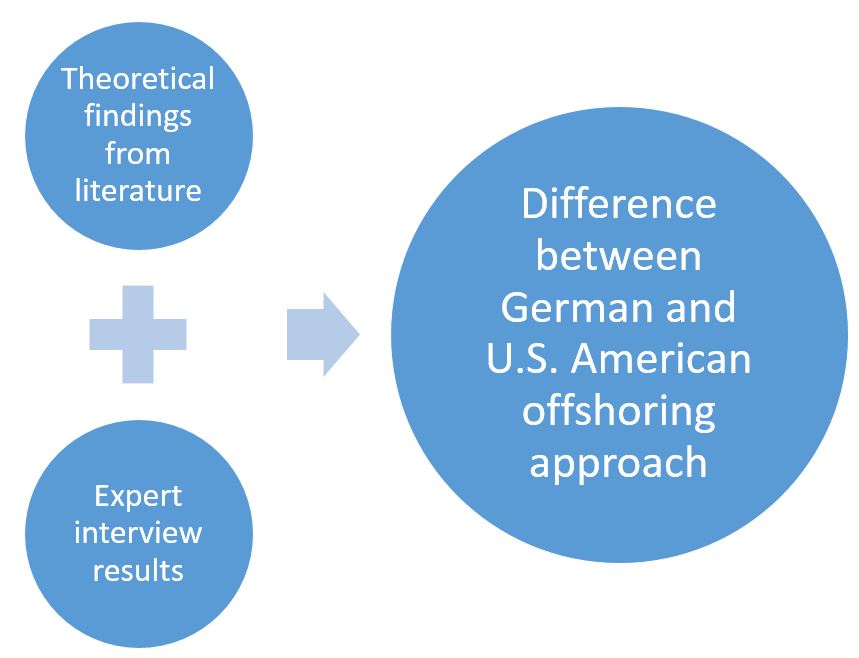 Theoretical
findings
from
literature
Expert
interview
results
Difference
between
German and
U.S. American
offshoring
approach